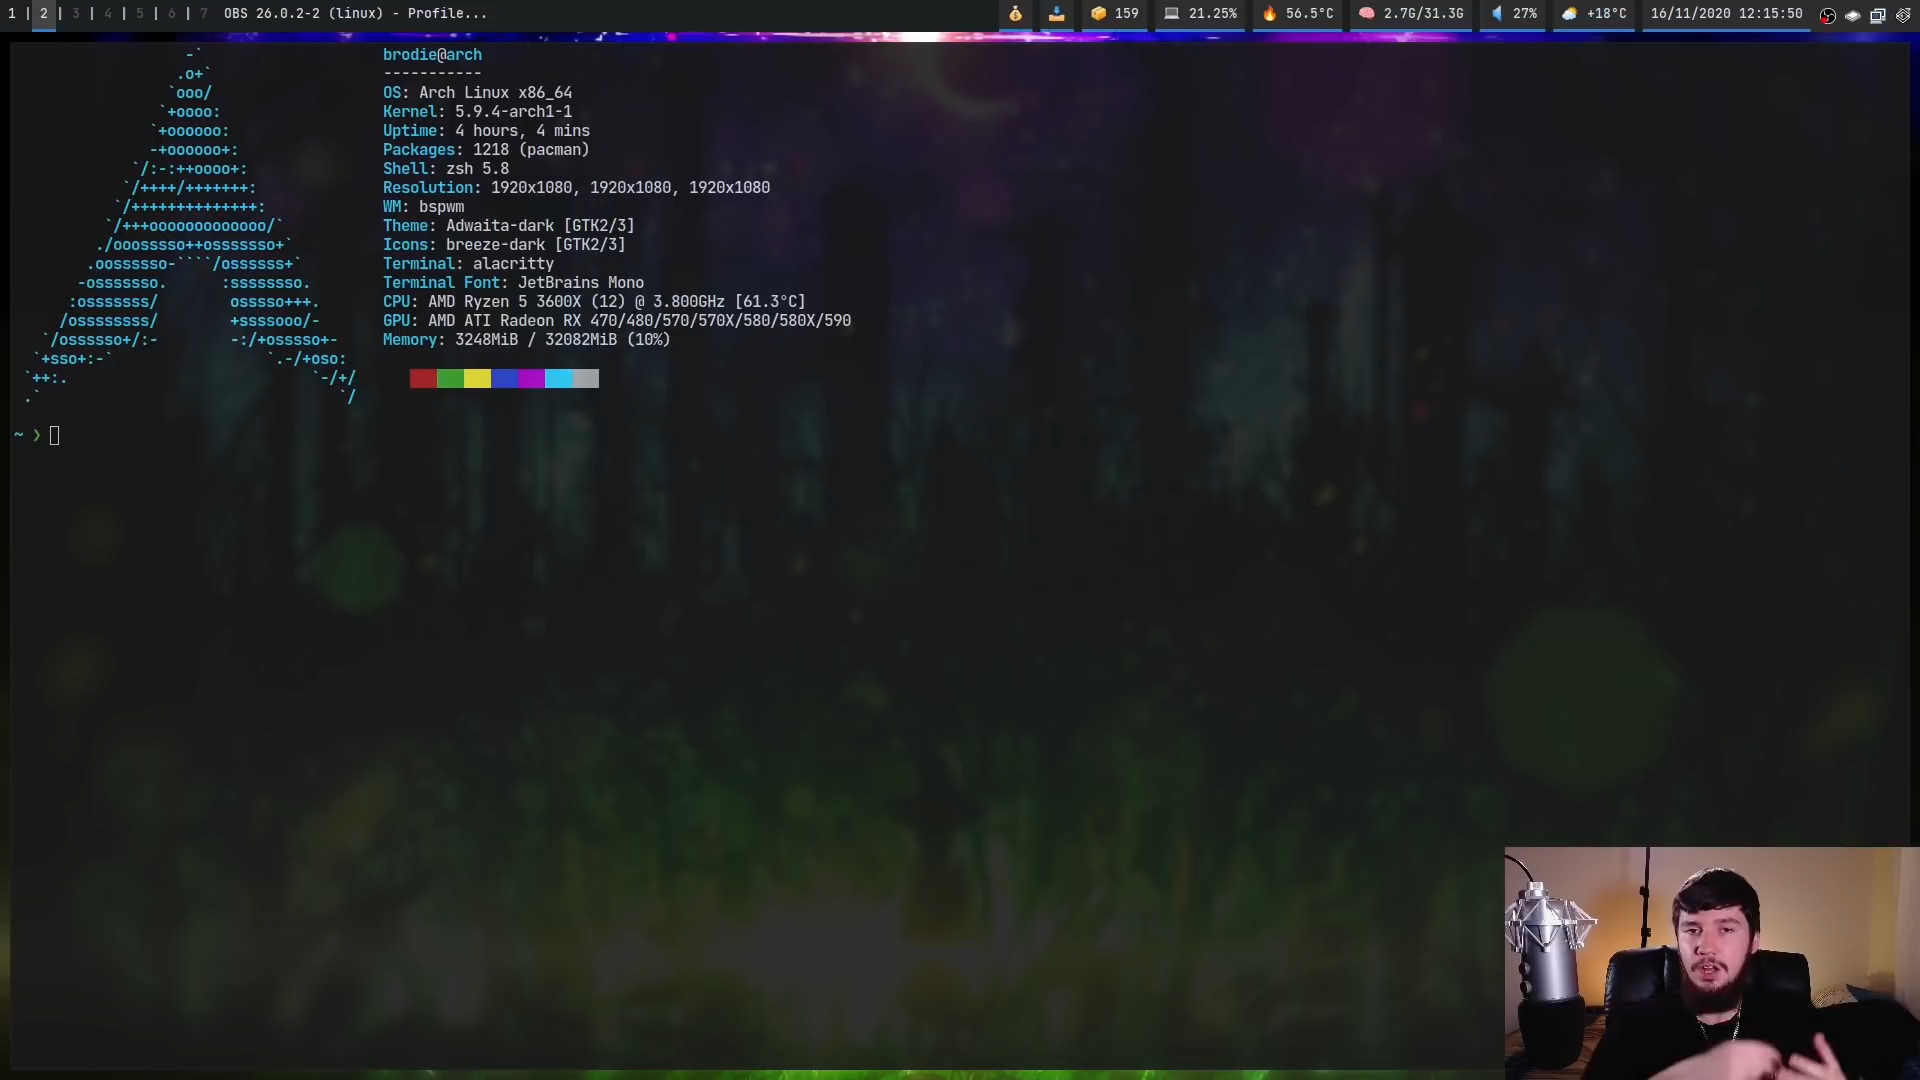 1 | 2 | 3 | 4 | 5 | 6 | 7 OBS 26.0.2-2 (linux) - Profile... 159 21.25% 56.5°C 2.7G/31.3G 27% +18°C 16/11/2020 12:15:50
brodie@arch
-----------
OS: Arch Linux x86_64
Kernel: 5.9.4-arch1-1
Uptime: 4 hours, 4 mins
Packages: 1218 (pacman)
Shell: zsh 5.8
Resolution: 1920x1080, 1920x1080, 1920x1080
WM: bspwm
Theme: Adwaita-dark [GTK2/3]
Icons: breeze-dark [GTK2/3]
Terminal: alacritty
Terminal Font: JetBrains Mono
CPU: AMD Ryzen 5 3600X (12) @ 3.800GHz [61.3°C]
GPU: AMD ATI Radeon RX 470/480/570/570X/580/580X/590
Memory: 3248MiB / 32082MiB (10%)
~ ❯